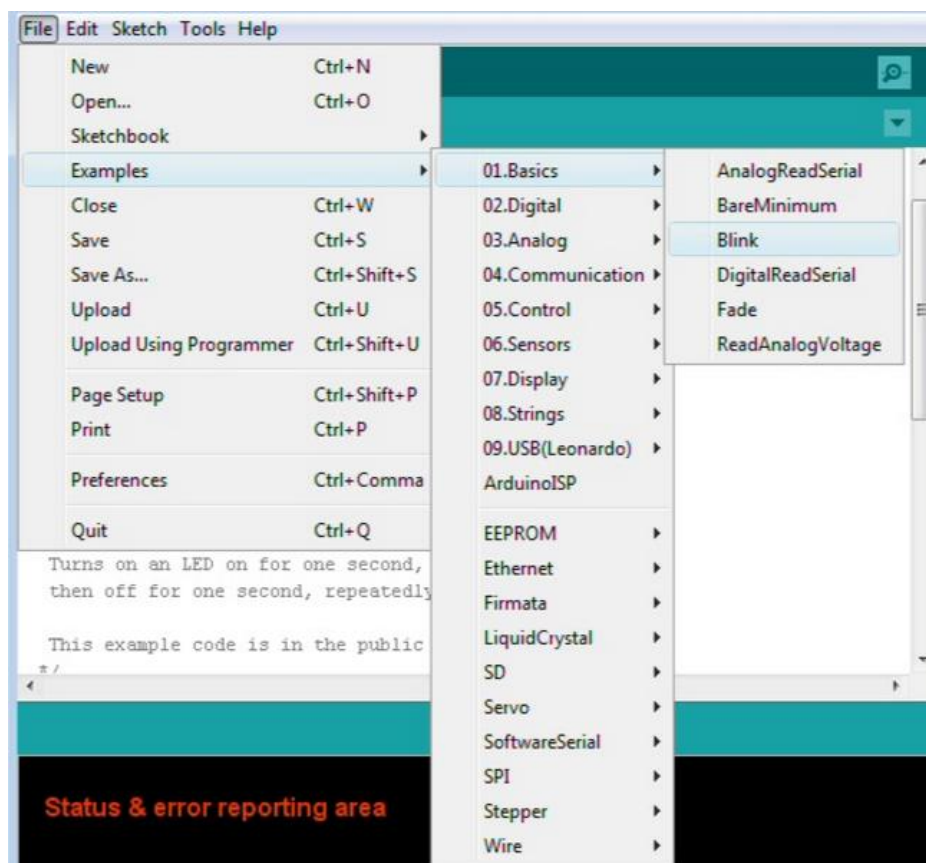 File Edit Sketch Tools Help
New Ctrl+N
Open... Ctrl+O
Sketchbook
Examples
Close Ctrl+W
Save Ctrl+S
Save As... Ctrl+Shift+S
Upload Ctrl+U
Upload Using Programmer Ctrl+Shift+U
Page Setup Ctrl+Shift+P
Print Ctrl+P
Preferences Ctrl+Comma
Quit Ctrl+Q
01.Basics
02.Digital
03.Analog
04.Communication
05.Control
06.Sensors
07.Display
08.Strings
09.USB(Leonardo)
ArduinoISP
EEPROM
Ethernet
Firmata
LiquidCrystal
SD
Servo
SoftwareSerial
SPI
Stepper
Wire
AnalogReadSerial
BareMinimum
Blink
DigitalReadSerial
Fade
ReadAnalogVoltage
Turns on an LED on for one second,
then off for one second, repeatedly
This example code is in the public
*/
Status & error reporting area